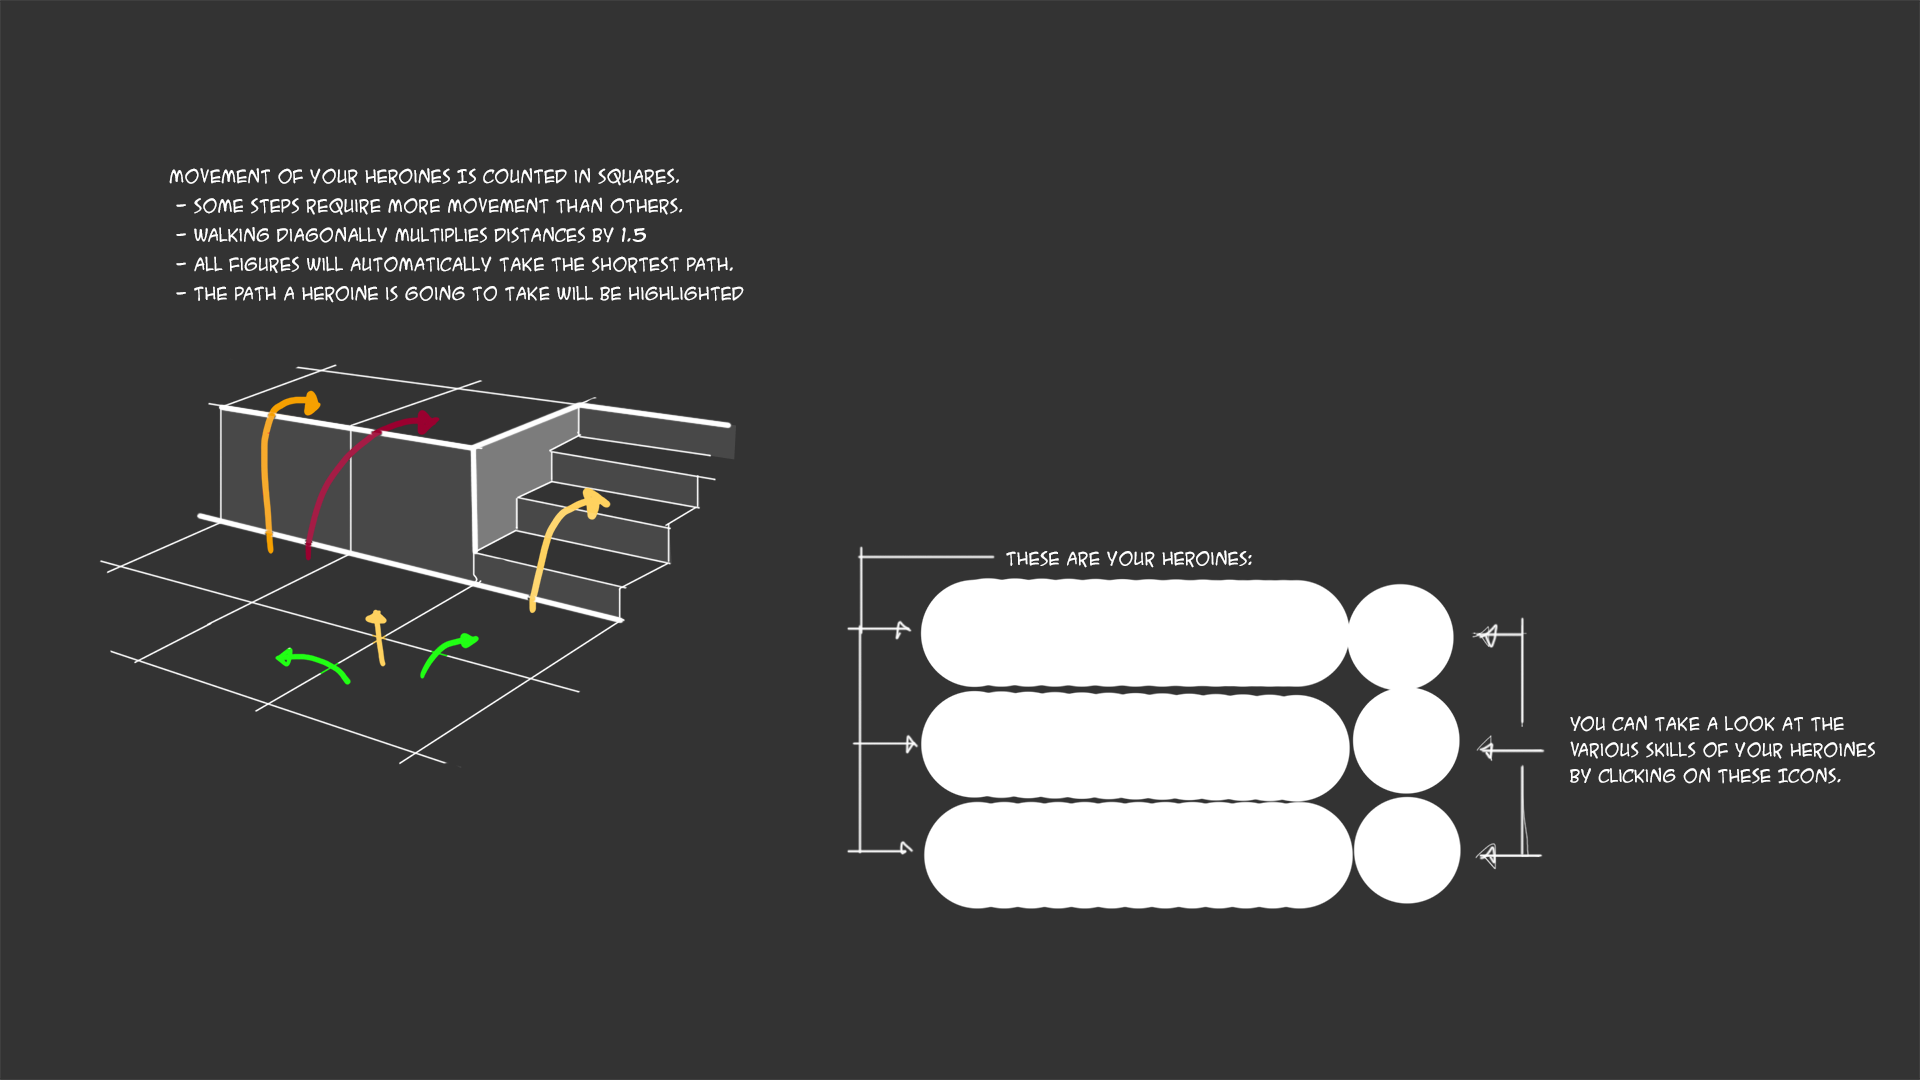 MOVEMENT OF YOUR HEROINES IS COUNTED IN SQUARES.
- SOME STEPS REQUIRE MORE MOVEMENT THAN OTHERS.
- WALKING DIAGONALLY MULTIPLIES DISTANCES BY 1.5
- ALL FIGURES WILL AUTOMATICALLY TAKE THE SHORTEST PATH.
- THE PATH A HEROINE IS GOING TO TAKE WILL BE HIGHLIGHTED
THESE ARE YOUR HEROINES:
YOU CAN TAKE A LOOK AT THE
VARIOUS SKILLS OF YOUR HEROINES
BY CLICKING ON THESE ICONS.